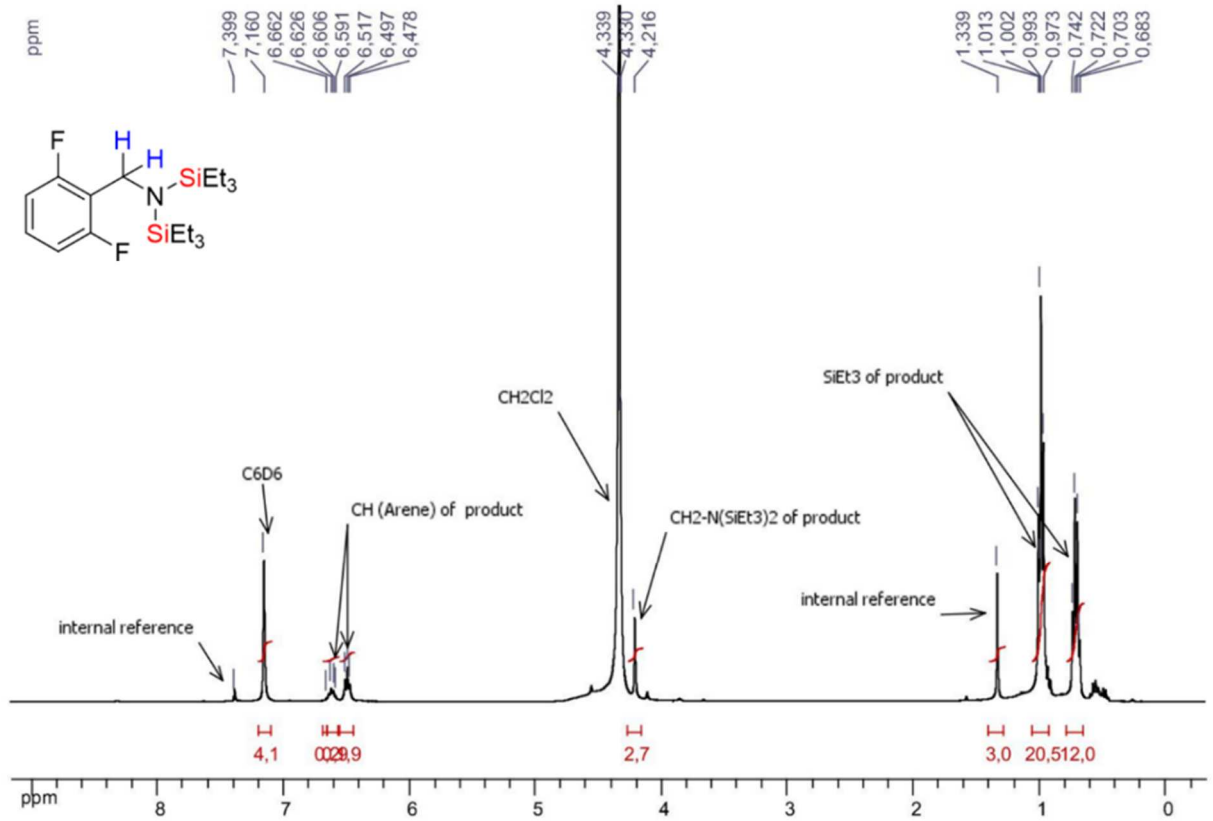 ppm
7,399
7,160
6,662
6,626
6,606
6,591
6,517
6,497
6,478
4,339
4,330
4,216
1,339
1,013
1,002
0,993
0,973
0,742
0,722
0,703
0,683
F
H
H
N
SiEt3
SiEt3
F
SiEt3 of product
CH2Cl2
C6D6
CH (Arene) of product
CH2-N(SiEt3)2 of product
internal reference
internal reference
4,1
2,7
3,0
20,5
12,0
ppm
8 7 6 5 4 3 2 1 0